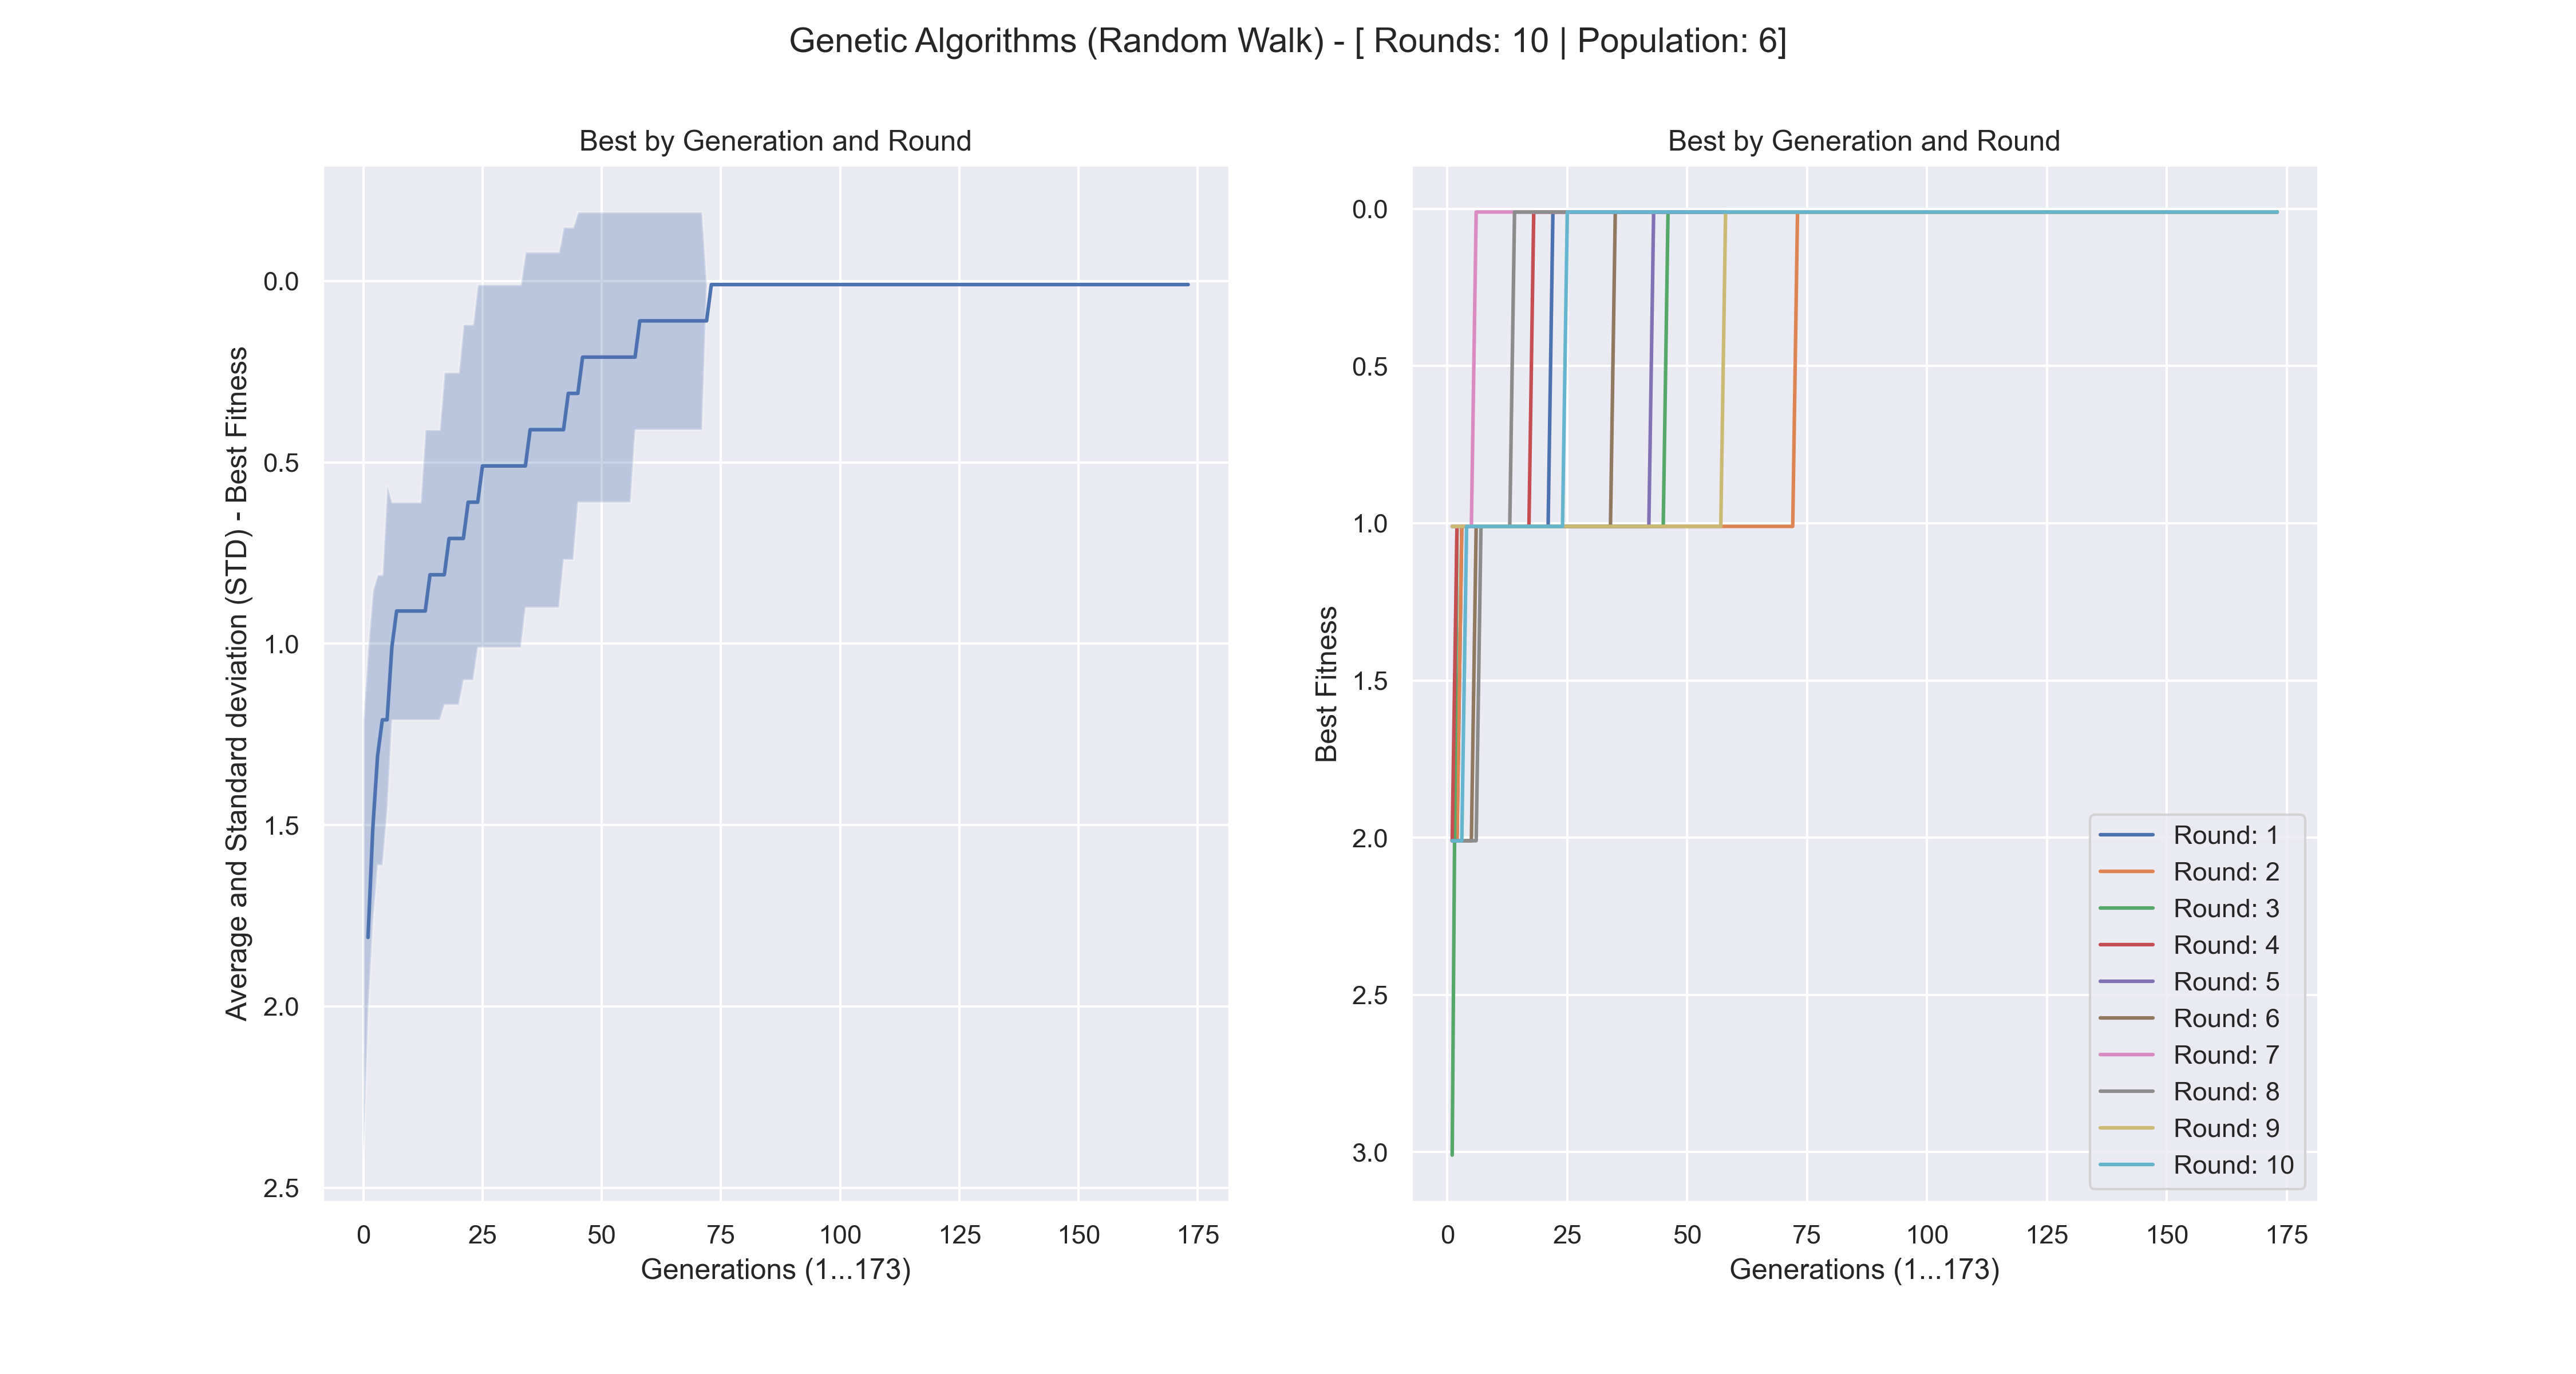 Genetic Algorithms (Random Walk) - [ Rounds: 10 | Population: 6]
Best by Generation and Round
Average and Standard deviation (STD) - Best Fitness
0.0
0.5
1.0
1.5
2.0
2.5
0 25 50 75 100 125 150 175
Generations (1...173)
Best by Generation and Round
Best Fitness
0.0
0.5
1.0
1.5
2.0
2.5
3.0
Round: 1
Round: 2
Round: 3
Round: 4
Round: 5
Round: 6
Round: 7
Round: 8
Round: 9
Round: 10
0 25 50 75 100 125 150 175
Generations (1...173)